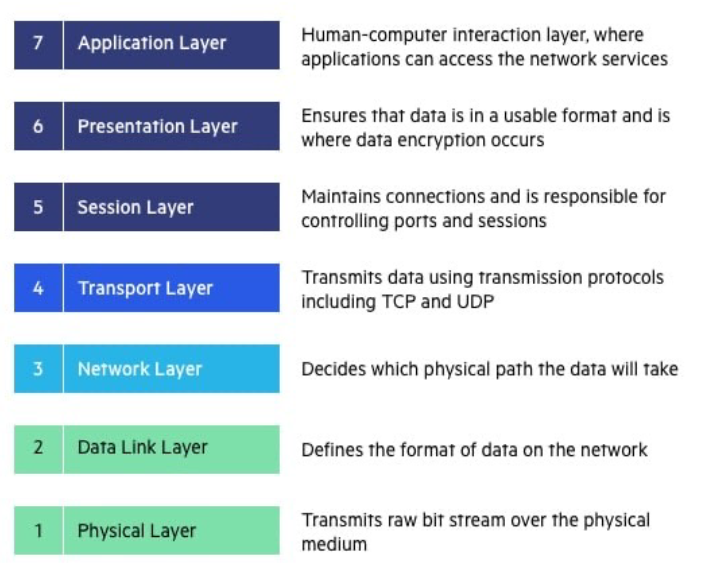 7 Application Layer
Human-computer interaction layer, where
applications can access the network services
6 Presentation Layer
Ensures that data is in a usable format and is
where data encryption occurs
5 Session Layer
Maintains connections and is responsible for
controlling ports and sessions
4 Transport Layer
Transmits data using transmission protocols
including TCP and UDP
3 Network Layer
Decides which physical path the data will take
2 Data Link Layer
Defines the format of data on the network
1 Physical Layer
Transmits raw bit stream over the physical
medium